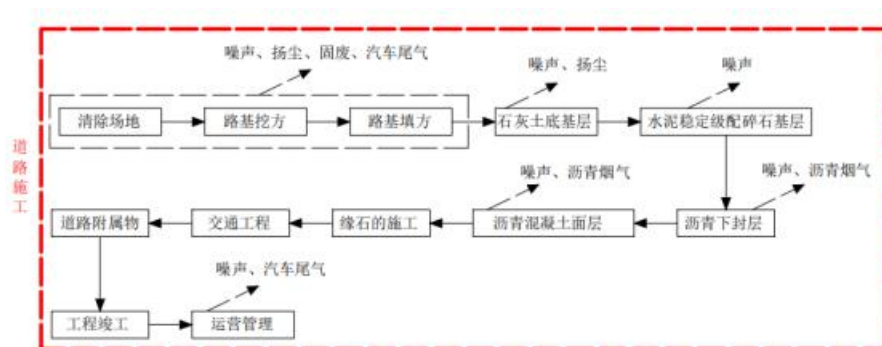 噪声、扬尘、固废、汽车尾气
噪声、扬尘
噪声
清除场地
路基挖方
路基填方
石灰土底基层
水泥稳定级配碎石基层
道路施工
噪声、沥青烟气
噪声、沥青烟气
道路附属物
交通工程
缘石的施工
沥青混凝土面层
沥青下封层
噪声、汽车尾气
工程竣工
运营管理